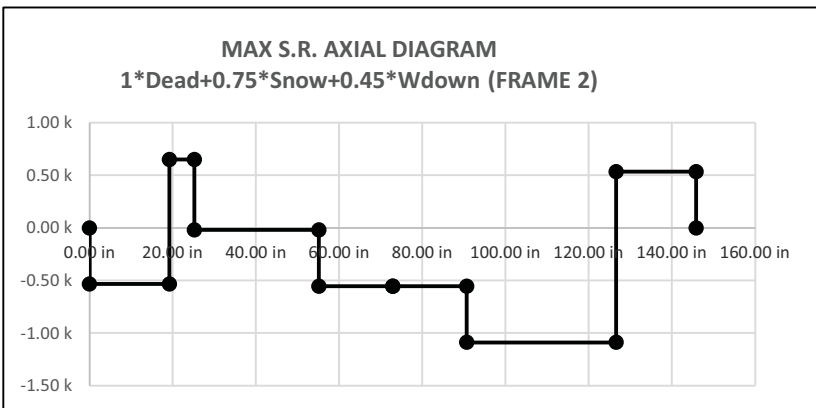 MAX S.R. AXIAL DIAGRAM
1*Dead+0.75*Snow+0.45*Wdown (FRAME 2)
1.00 k
0.50 k
0.00 k
0.00 in 20.00 in 40.00 in 60.00 in 80.00 in 100.00 in 120.00 in 140.00 in 160.00 in
-0.50 k
-1.00 k
-1.50 k